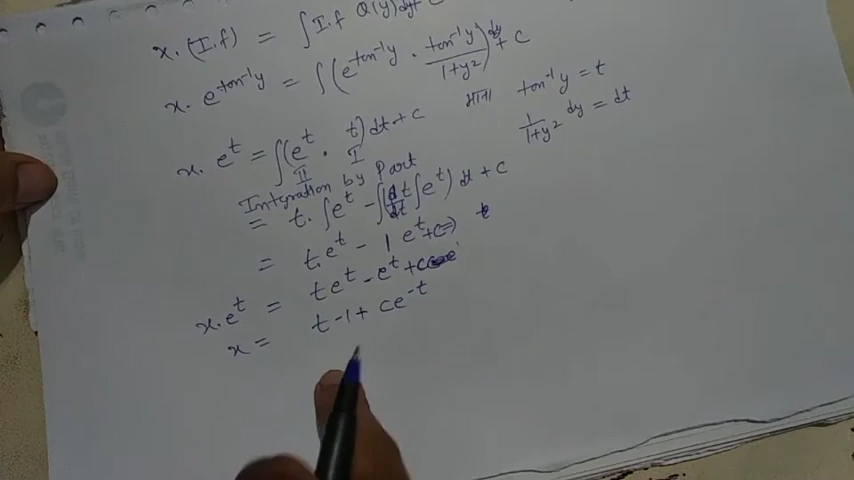 x. (I.f) = ∫I.f Q(y)dy+c
x. e^{tan⁻¹y} = ∫(e^{tan⁻¹y} . tan⁻¹y/1+y²)dy + c
माना tan⁻¹y = t
1/1+y² dy = dt
x. e^t = ∫(e^t . t)dt + c
II I
Integration by Part
= t. ∫e^t - ∫(d/dt t ∫e^t) dt + c
= t. e^t - 1 e^t + c
x. e^t = te^t - e^t + c
x = t - 1 + ce^{-t}